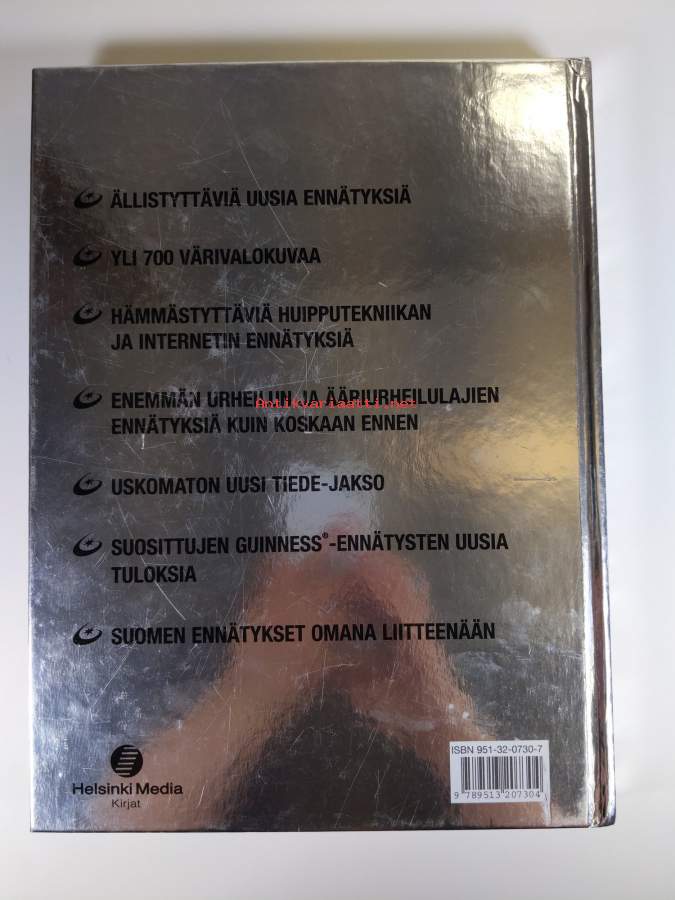 ÄLLISTYTTÄVIÄ UUSIA ENNÄTYKSIÄ
YLI 700 VÄRIVALOKUVAA
HÄMMÄSTYTTÄVIÄ HUIPPUTEKNIIKAN
JA INTERNETIN ENNÄTYKSIÄ
ENEMMÄN URHEILUN JA ÄÄRIURHEILULAJIEN
Antikvariaatti.net
ENNÄTYKSIÄ KUIN KOSKAAN ENNEN
USKOMATON UUSI TIEDE-JAKSO
SUOSITTUJEN GUINNESS®-ENNÄTYSTEN UUSIA
TULOKSIA
SUOMEN ENNÄTYKSET OMANA LIITTEENÄÄN
Helsinki Media
Kirjat
ISBN 951-32-0730-7
9 789513 207304